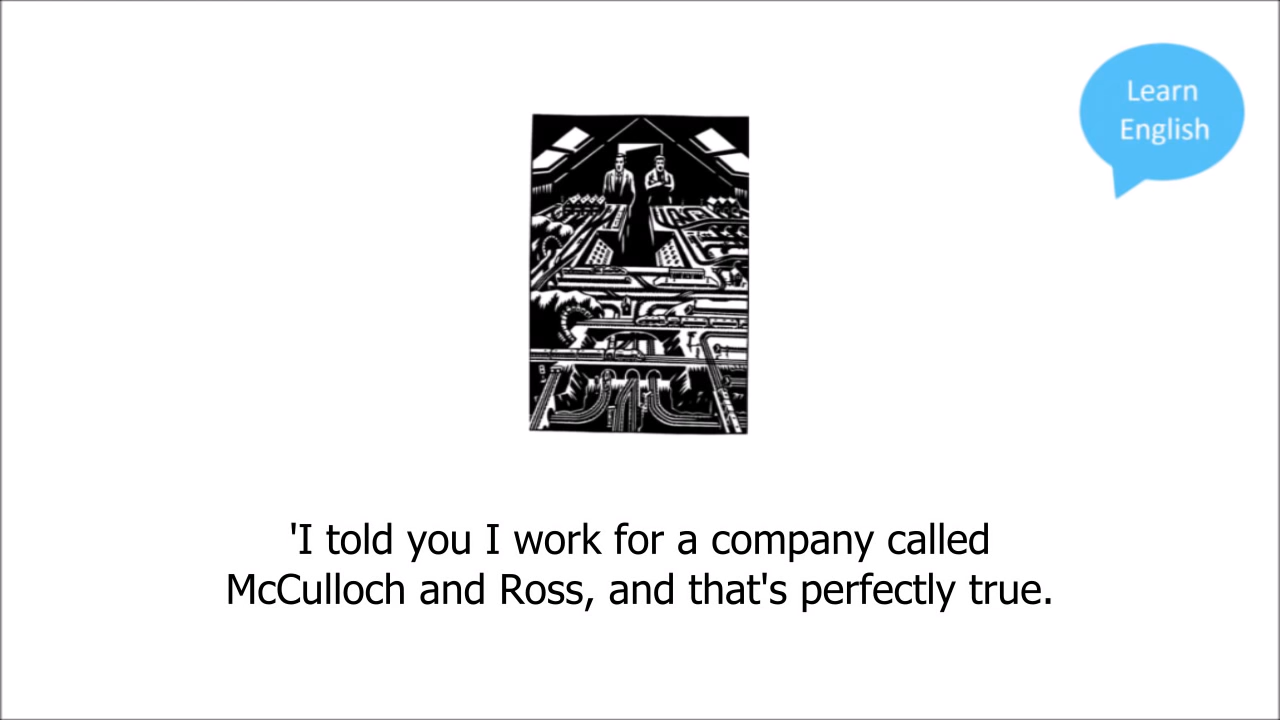 Learn
English
'I told you I work for a company called
McCulloch and Ross, and that's perfectly true.